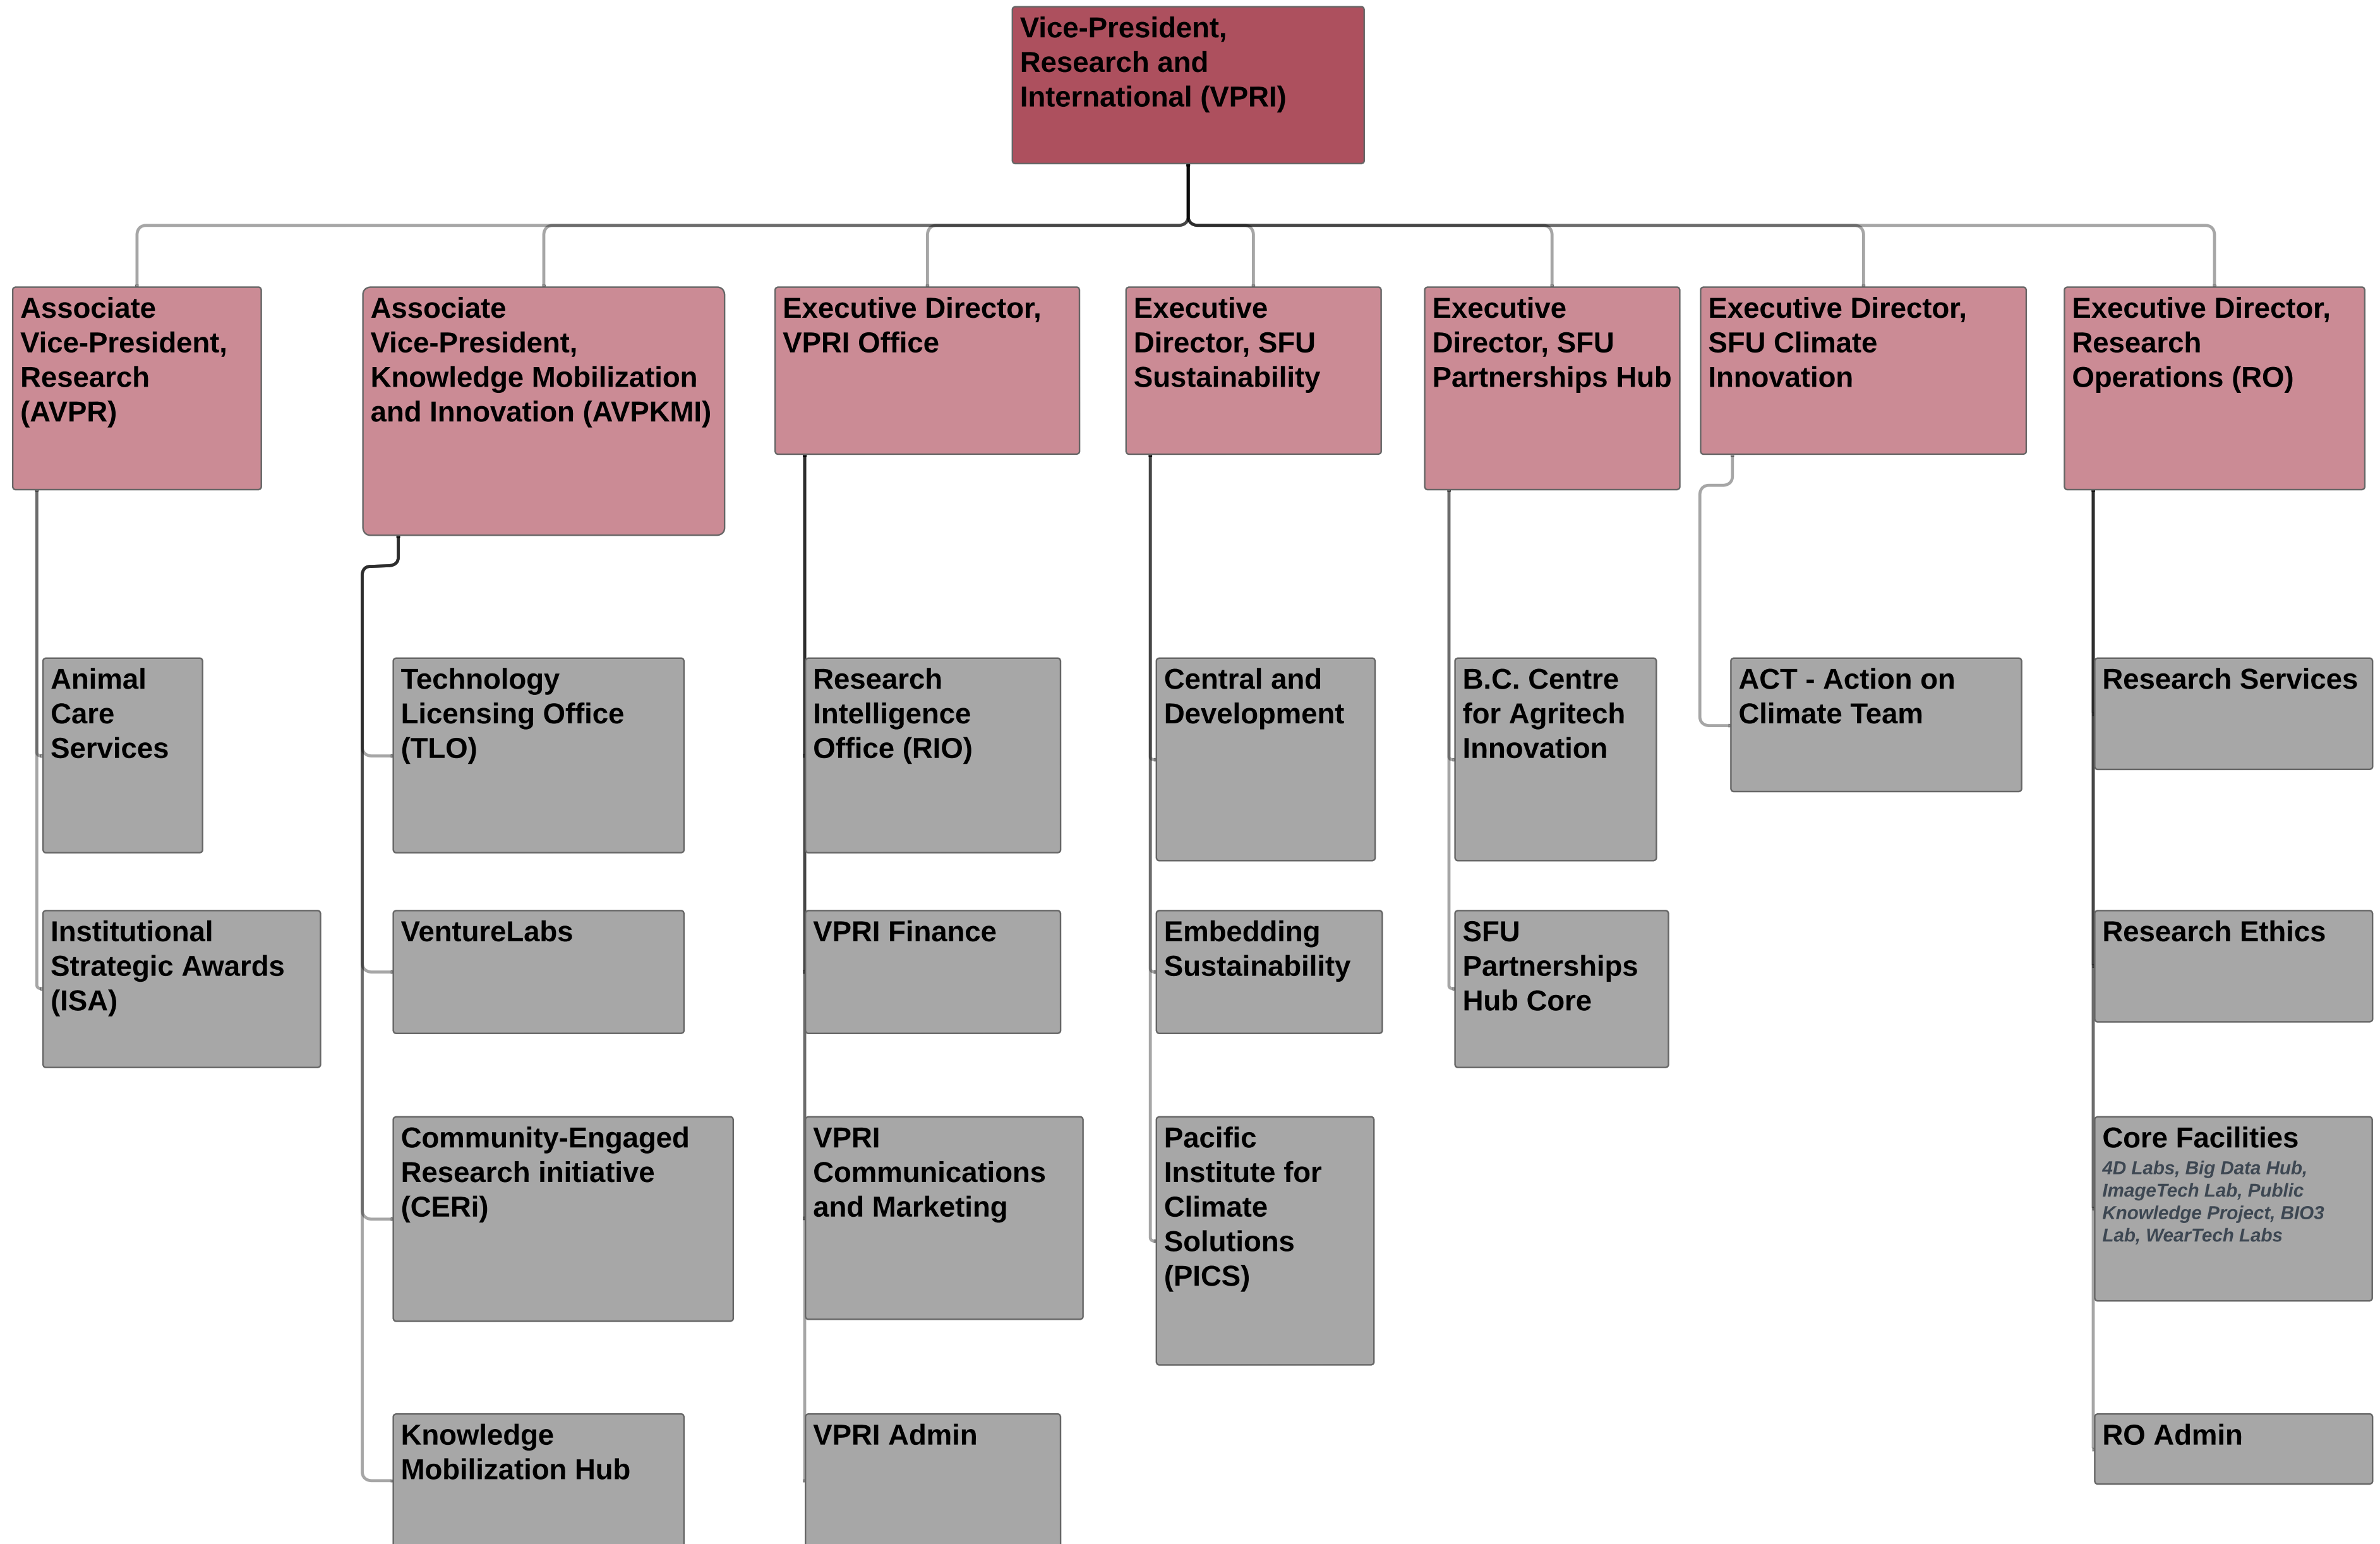 Vice-President,
Research and
International (VPRI)
Associate
Vice-President,
Research
(AVPR)
Associate
Vice-President,
Knowledge Mobilization
and Innovation (AVPKMI)
Executive Director,
VPRI Office
Executive
Director, SFU
Sustainability
Executive
Director, SFU
Partnerships Hub
Executive Director,
SFU Climate
Innovation
Executive Director,
Research
Operations (RO)
Animal
Care
Services
Technology
Licensing Office
(TLO)
Research
Intelligence
Office (RIO)
Central and
Development
B.C. Centre
for Agritech
Innovation
ACT - Action on
Climate Team
Research Services
Institutional
Strategic Awards
(ISA)
VentureLabs
VPRI Finance
Embedding
Sustainability
SFU
Partnerships
Hub Core
Research Ethics
Community-Engaged
Research initiative
(CERi)
VPRI
Communications
and Marketing
Pacific
Institute for
Climate
Solutions
(PICS)
Core Facilities
4D Labs, Big Data Hub,
ImageTech Lab, Public
Knowledge Project, BIO3
Lab, WearTech Labs
Knowledge
Mobilization Hub
VPRI Admin
RO Admin